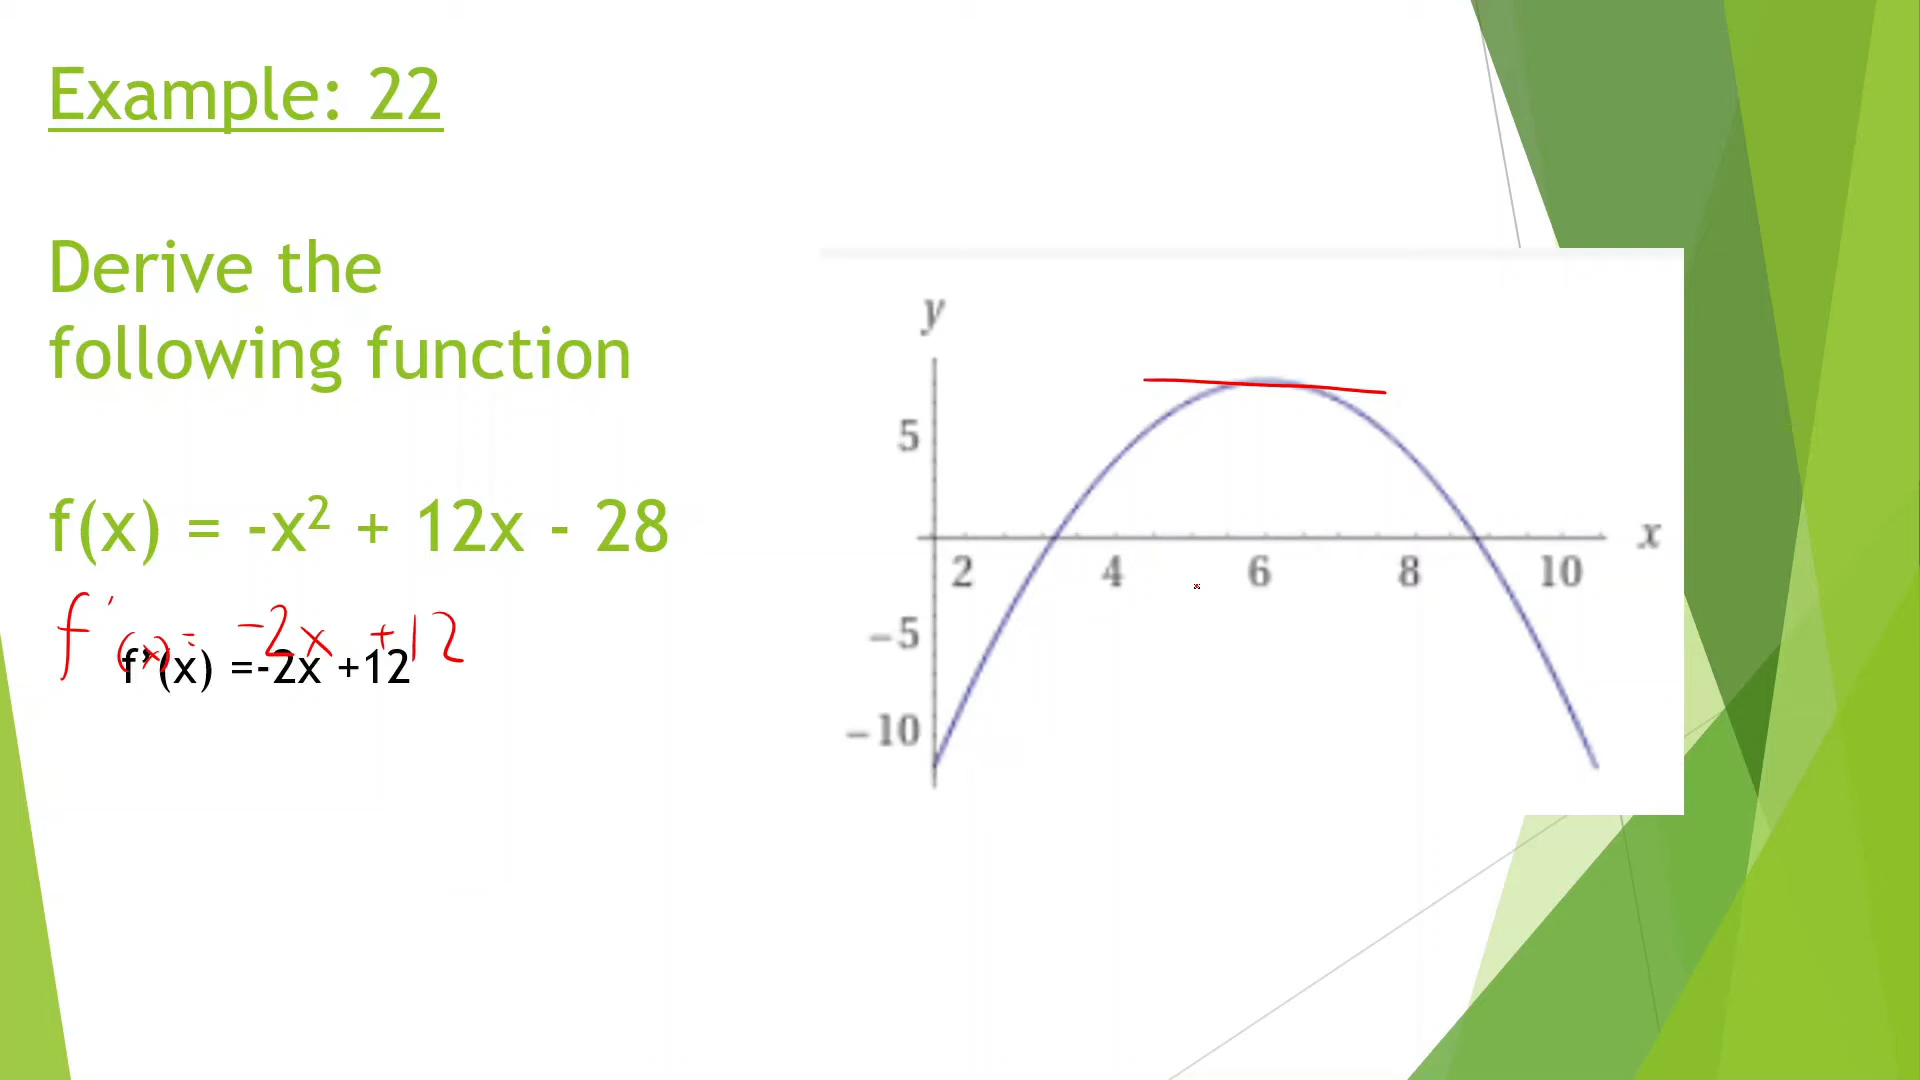 Example: 22
Derive the
following function
f(x) = -x² + 12x - 28
f'(x) = -2x +12
f'(x) =-2x +12
y
5
2 4 6 8 10 x
-5
-10